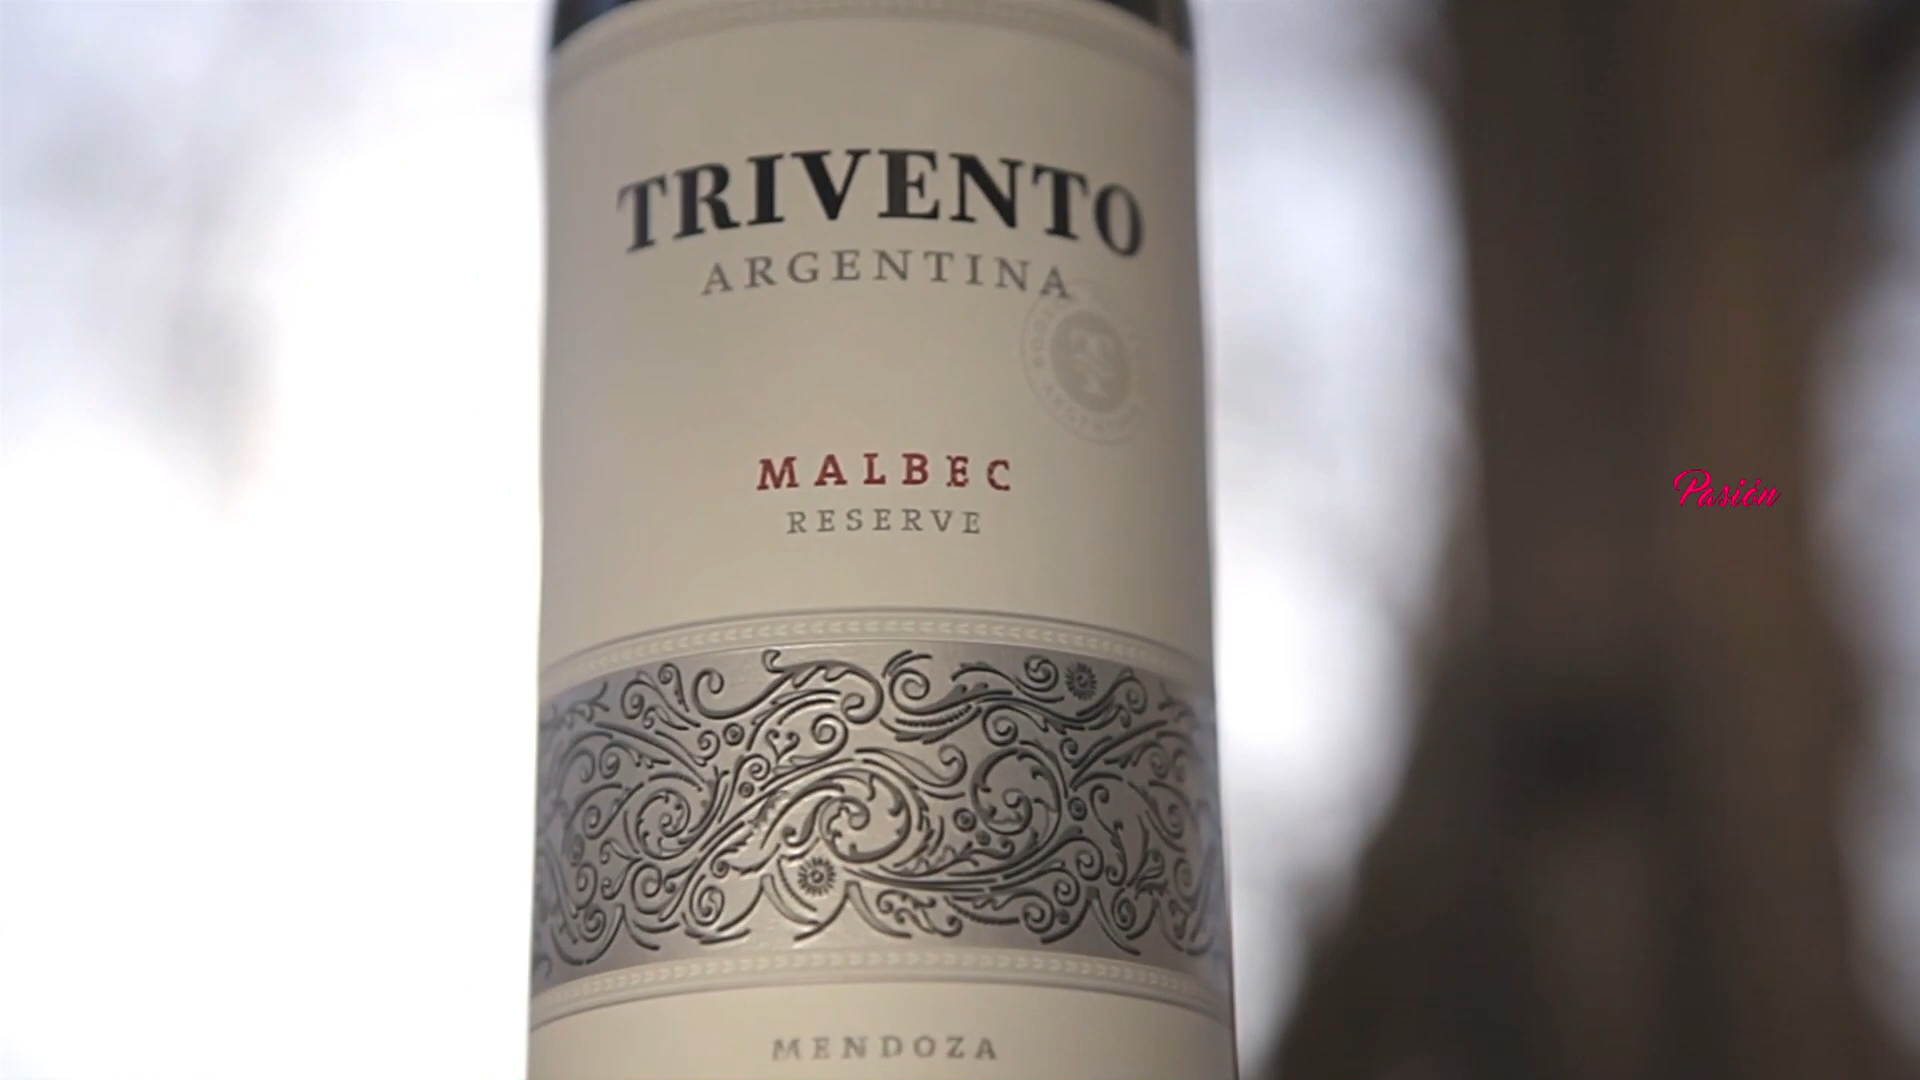 TRIVENTO
ARGENTINA
MALBEC
RESERVE
MENDOZA
Pasión